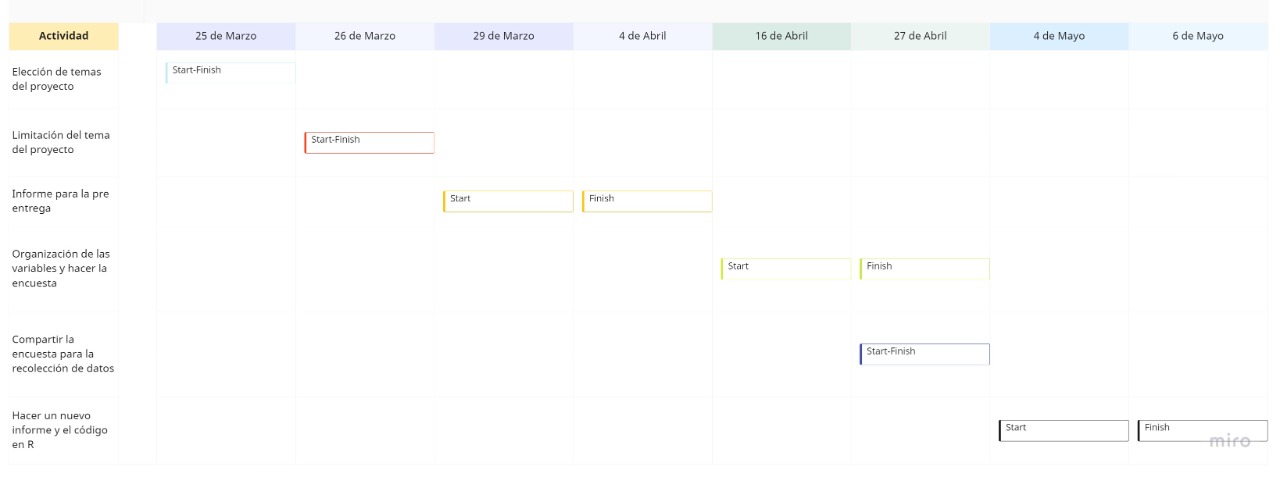 Actividad
25 de Marzo
26 de Marzo
29 de Marzo
4 de Abril
16 de Abril
27 de Abril
4 de Mayo
6 de Mayo
Elección de temas
del proyecto
Start-Finish
Limitación del tema
del proyecto
Start-Finish
Informe para la pre
entrega
Start
Finish
Organización de las
variables y hacer la
encuesta
Start
Finish
Compartir la
encuesta para la
recolección de datos
Start-Finish
Hacer un nuevo
informe y el código
en R
Start
Finish
miro